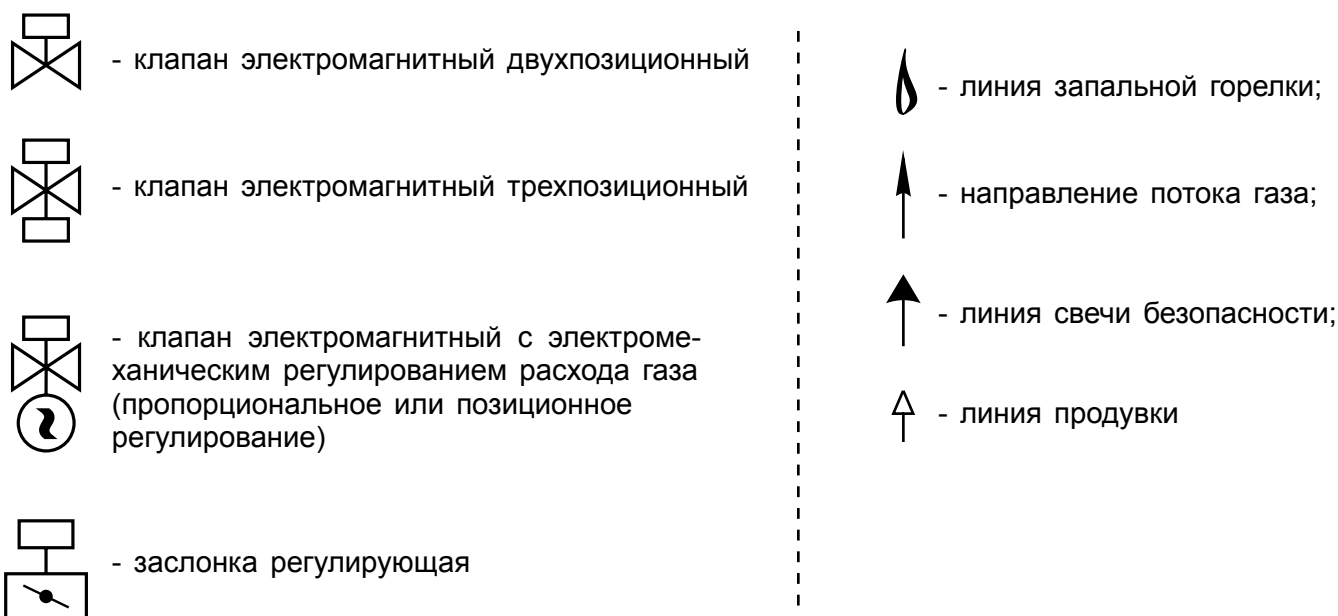 - клапан электромагнитный двухпозиционный
- клапан электромагнитный трехпозиционный
- клапан электромагнитный с электроме-
ханическим регулированием расхода газа
(пропорциональное или позиционное
регулирование)
- заслонка регулирующая
- линия запальной горелки;
- направление потока газа;
- линия свечи безопасности;
- линия продувки